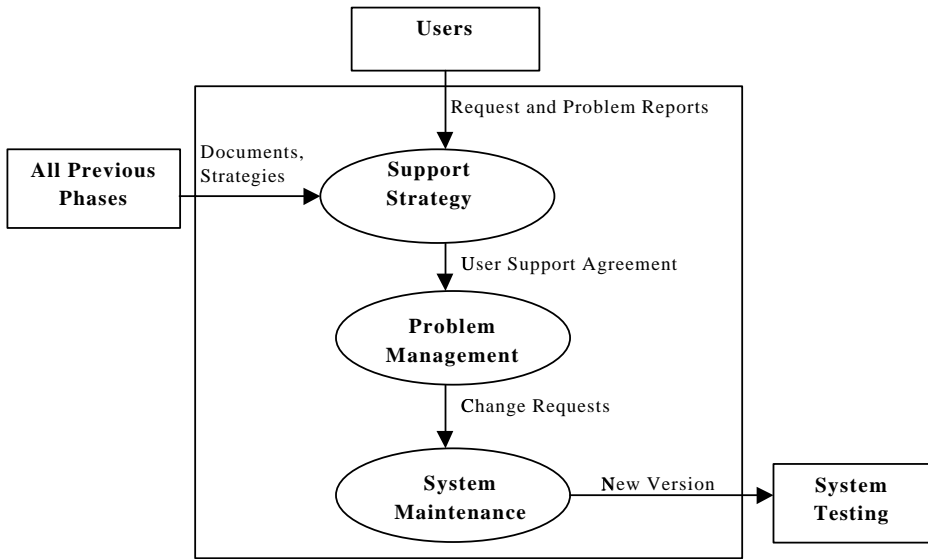 Users
Request and Problem Reports
All Previous
Phases
Documents,
Strategies
Support
Strategy
User Support Agreement
Problem
Management
Change Requests
System
Maintenance
New Version
System
Testing